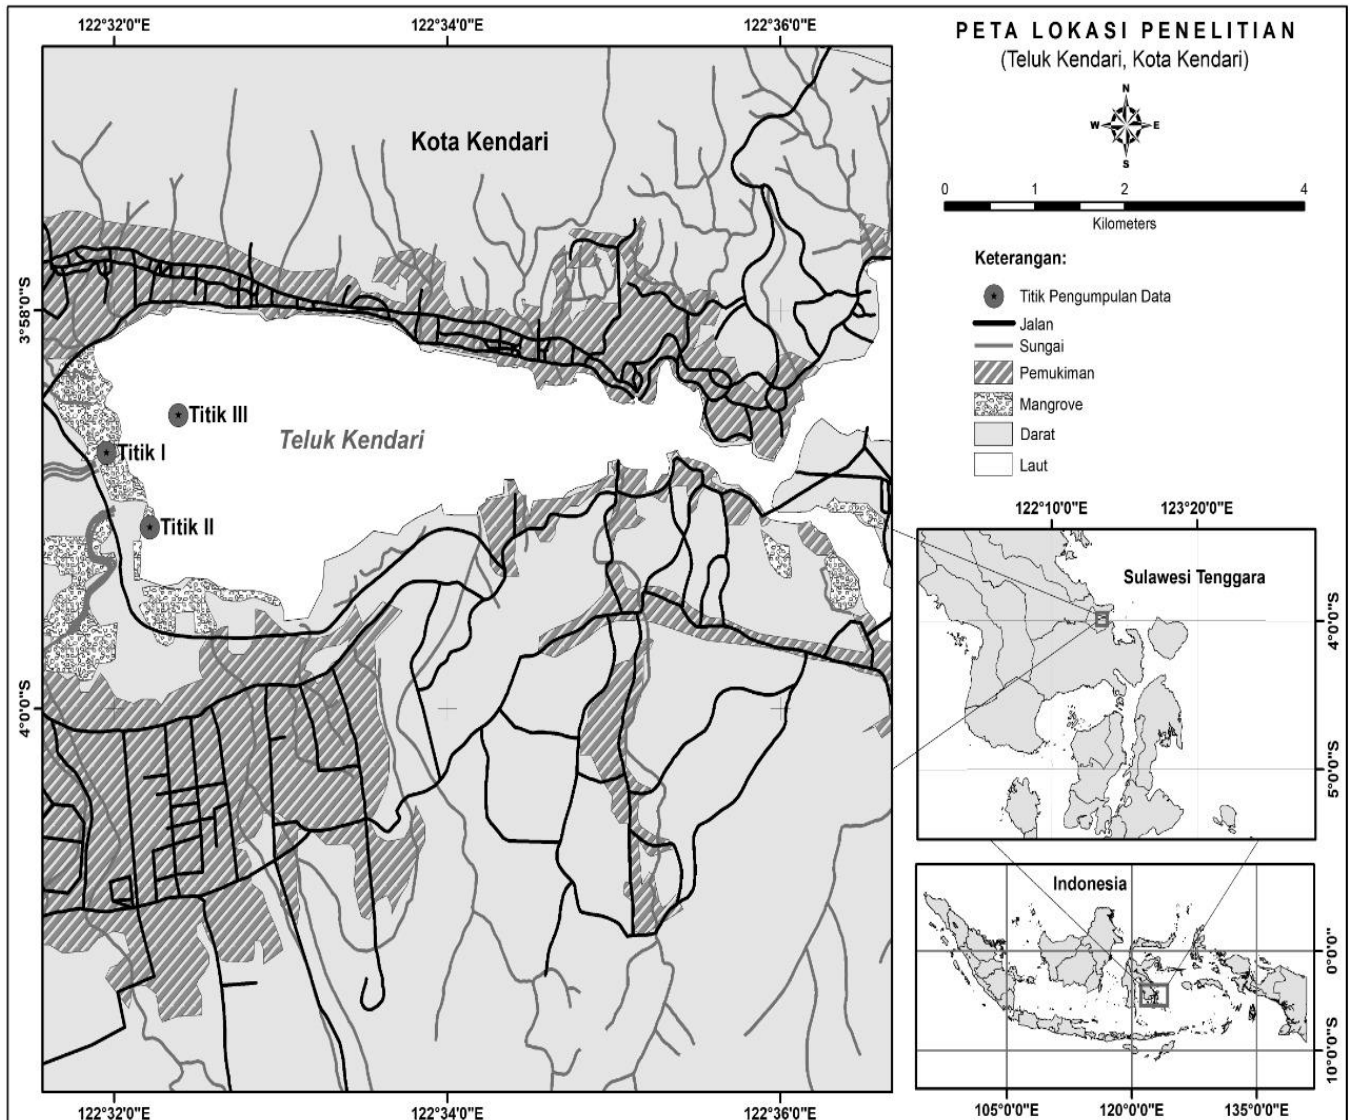 122°32'0"E
122°34'0"E
122°36'0"E
PETA LOKASI PENELITIAN
(Teluk Kendari, Kota Kendari)
N
W
E
S
Kota Kendari
0
1
2
4
Kilometers
Keterangan:
Titik Pengumpulan Data
Jalan
Sungai
Pemukiman
Mangrove
Darat
Laut
3°58'0"S
Titik III
Teluk Kendari
Titik I
Titik II
122°10'0"E
123°20'0"E
Sulawesi Tenggara
4°0'0"S
4°0'0"S
5°0'0"S
Indonesia
0°0'0"
10°0'0"S
105°0'0"E
120°0'0"E
135°0'0"E
122°32'0"E
122°34'0"E
122°36'0"E